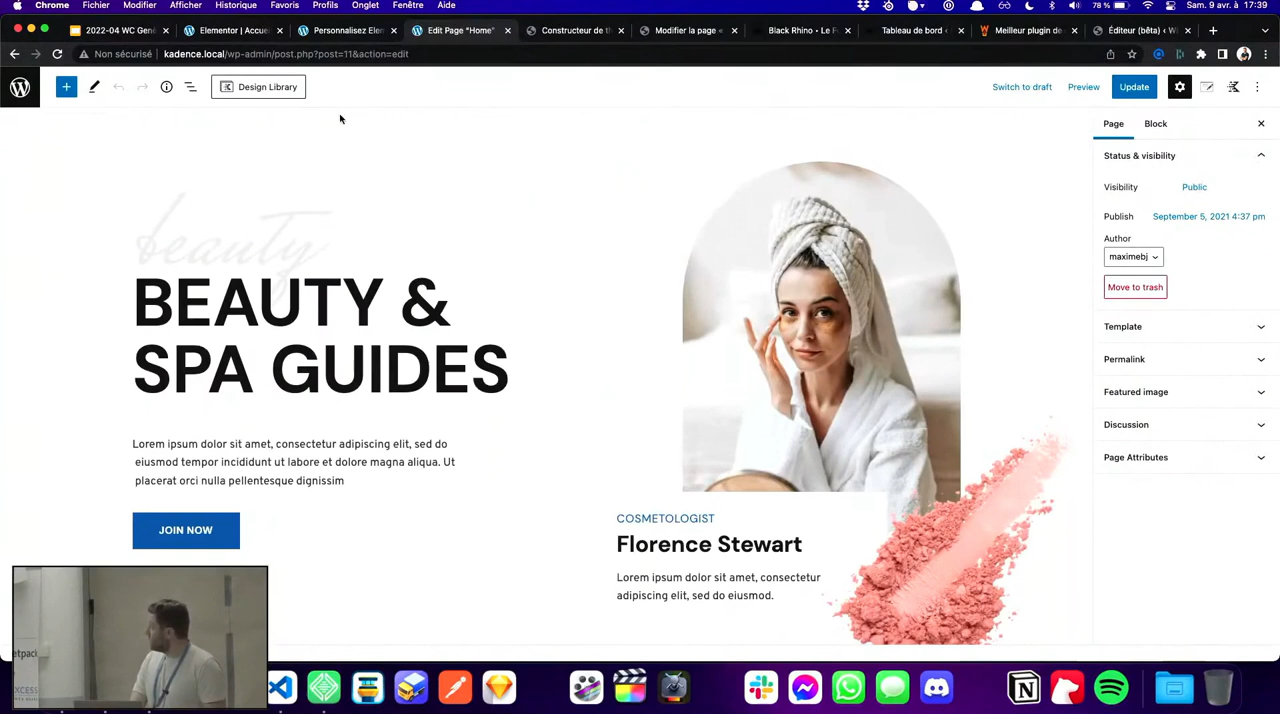 Chrome Fichier Modifier Afficher Historique Favoris Profils Onglet Fenêtre Aide
78 % Sam. 9 avr. à 17:39
2022-04 WC Gen
Elementor | Accue
Personnalisez Elem
Edit Page "Home"
Constructeur de th
Modifier la page «
Black Rhino • Le F
Tableau de bord ‹
Meilleur plugin de
Éditeur (bêta) ‹ W
Non sécurisé kadence.local/wp-admin/post.php?post=11&action=edit
Design Library
Switch to draft
Preview
Update
Page
Block
Status & visibility
Visibility
Public
Publish
September 5, 2021 4:37 pm
Author
maximebj
Move to trash
Template
Permalink
Featured image
Discussion
Page Attributes
beauty
BEAUTY &
SPA GUIDES
Lorem ipsum dolor sit amet, consectetur adipiscing elit, sed do
eiusmod tempor incididunt ut labore et dolore magna aliqua. Ut
placerat orci nulla pellentesque dignissim
JOIN NOW
COSMETOLOGIST
Florence Stewart
Lorem ipsum dolor sit amet, consectetur
adipiscing elit, sed do eiusmod.
etpack